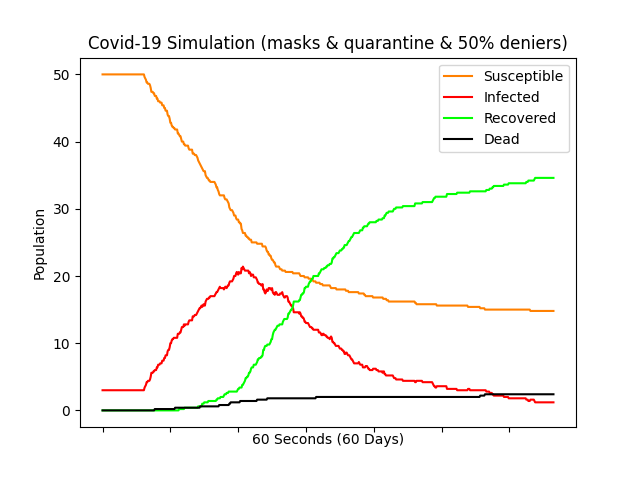 Covid-19 Simulation (masks & quarantine & 50% deniers)
50
40
30
20
10
0
Population
Susceptible
Infected
Recovered
Dead
60 Seconds (60 Days)